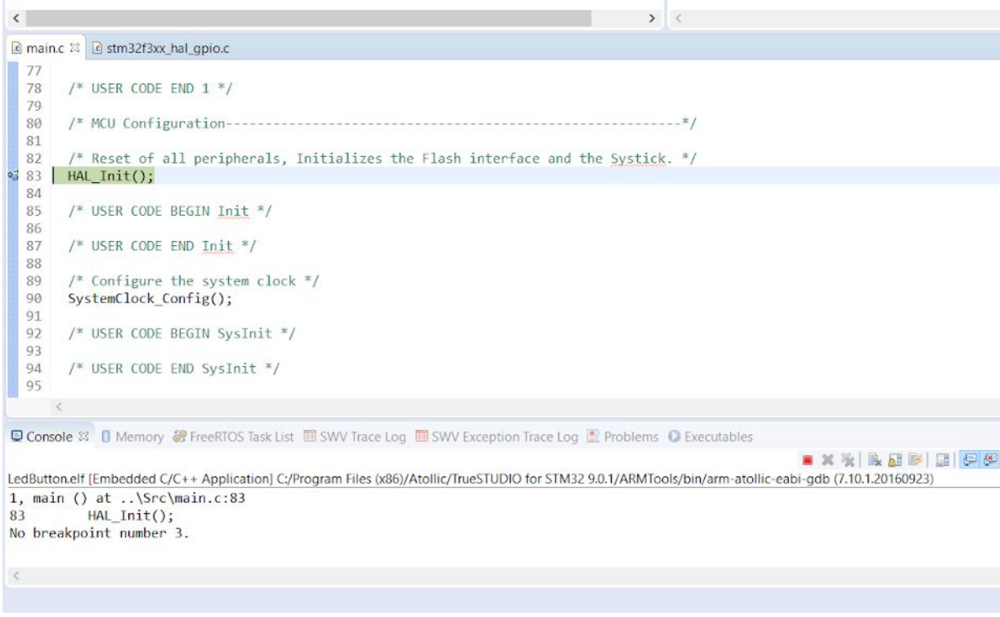 main.c stm32f3xx_hal_gpio.c
77
78 /* USER CODE END 1 */
79
80 /* MCU Configuration----------------------------------------------------------*/
81
82 /* Reset of all peripherals, Initializes the Flash interface and the Systick. */
83 HAL_Init();
84
85 /* USER CODE BEGIN Init */
86
87 /* USER CODE END Init */
88
89 /* Configure the system clock */
90 SystemClock_Config();
91
92 /* USER CODE BEGIN SysInit */
93
94 /* USER CODE END SysInit */
95
Console Memory FreeRTOS Task List SWV Trace Log SWV Exception Trace Log Problems Executables
LedButton.elf [Embedded C/C++ Application] C:/Program Files (x86)/Atollic/TrueSTUDIO for STM32 9.0.1/ARMTools/bin/arm-atollic-eabi-gdb (7.10.1.20160923)
1, main () at ..\Src\main.c:83
83 HAL_Init();
No breakpoint number 3.